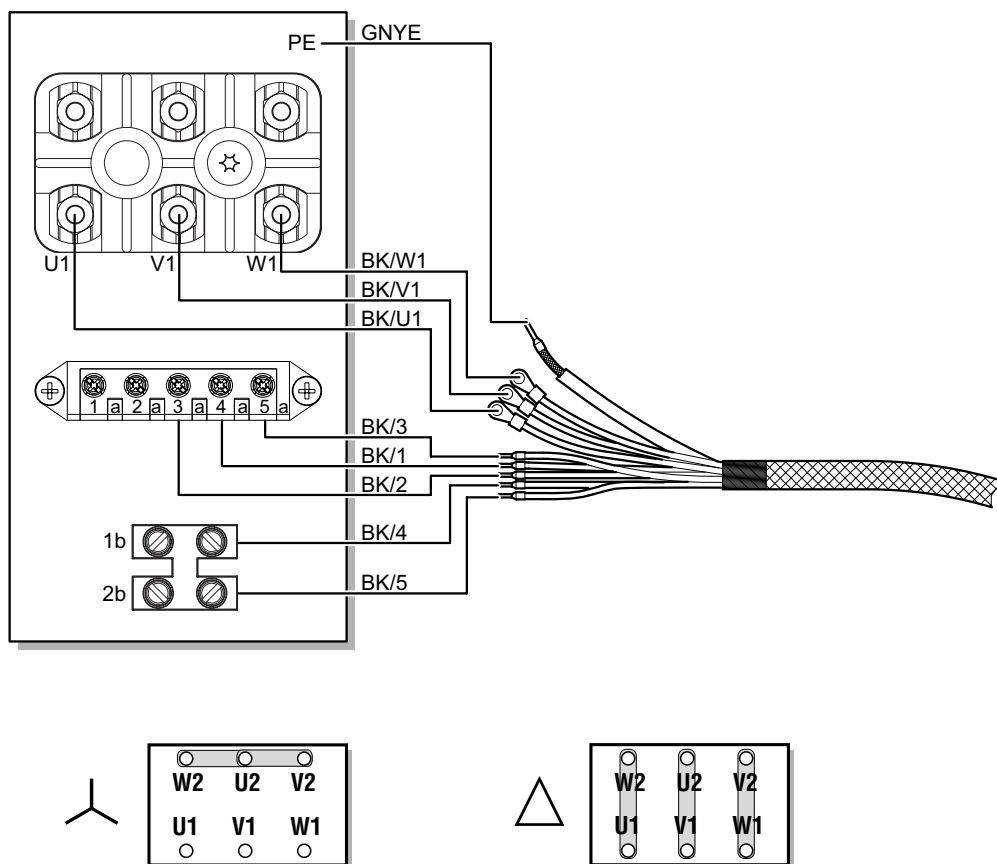 PE GNYE
U1 V1 W1
BK/W1
BK/V1
BK/U1
1 a 2 a 3 a 4 a 5 a
BK/3
BK/1
BK/2
1b BK/4
2b BK/5
W2 U2 V2
U1 V1 W1
W2 U2 V2
U1 V1 W1